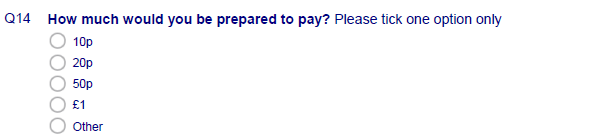 Q14 How much would you be prepared to pay? Please tick one option only
10p
20p
50p
£1
Other